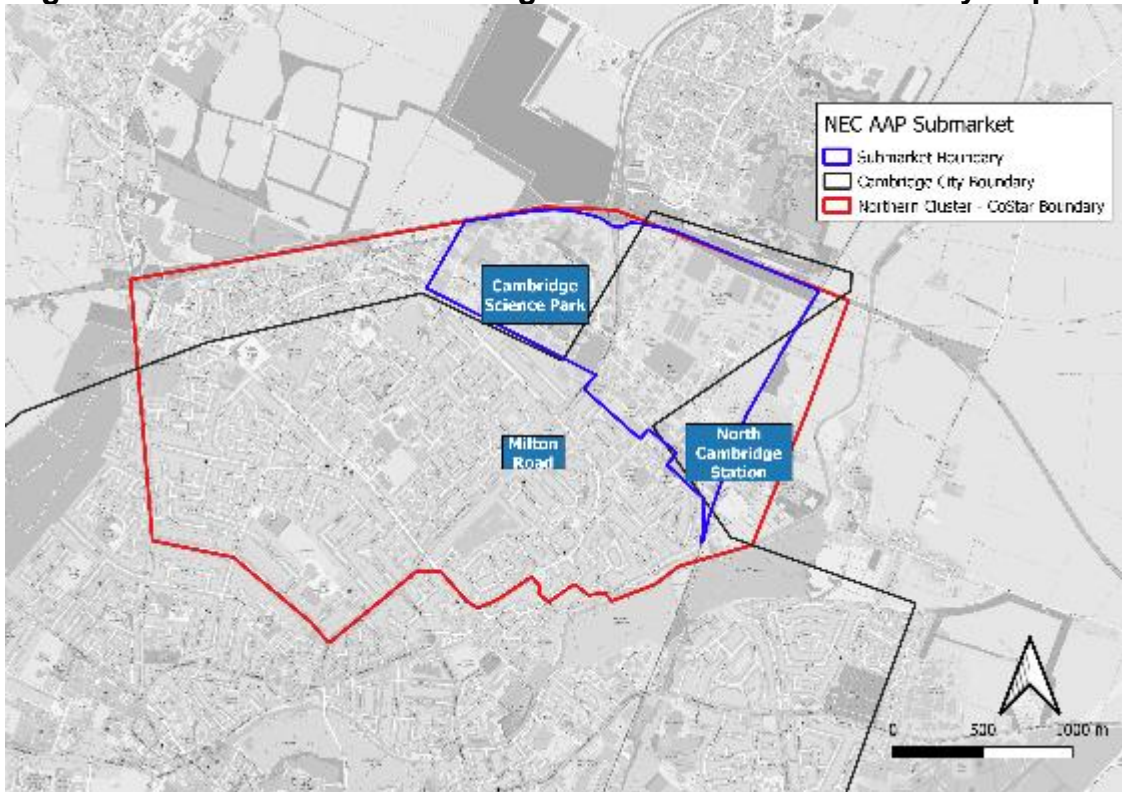 NEC AAP Submarket
Submarket Boundary
Cambridge City Boundary
Northern Cluster - CoStar Boundary
Cambridge
Science Park
Milton
Road
North
Cambridge
Station
0 500 1000 m